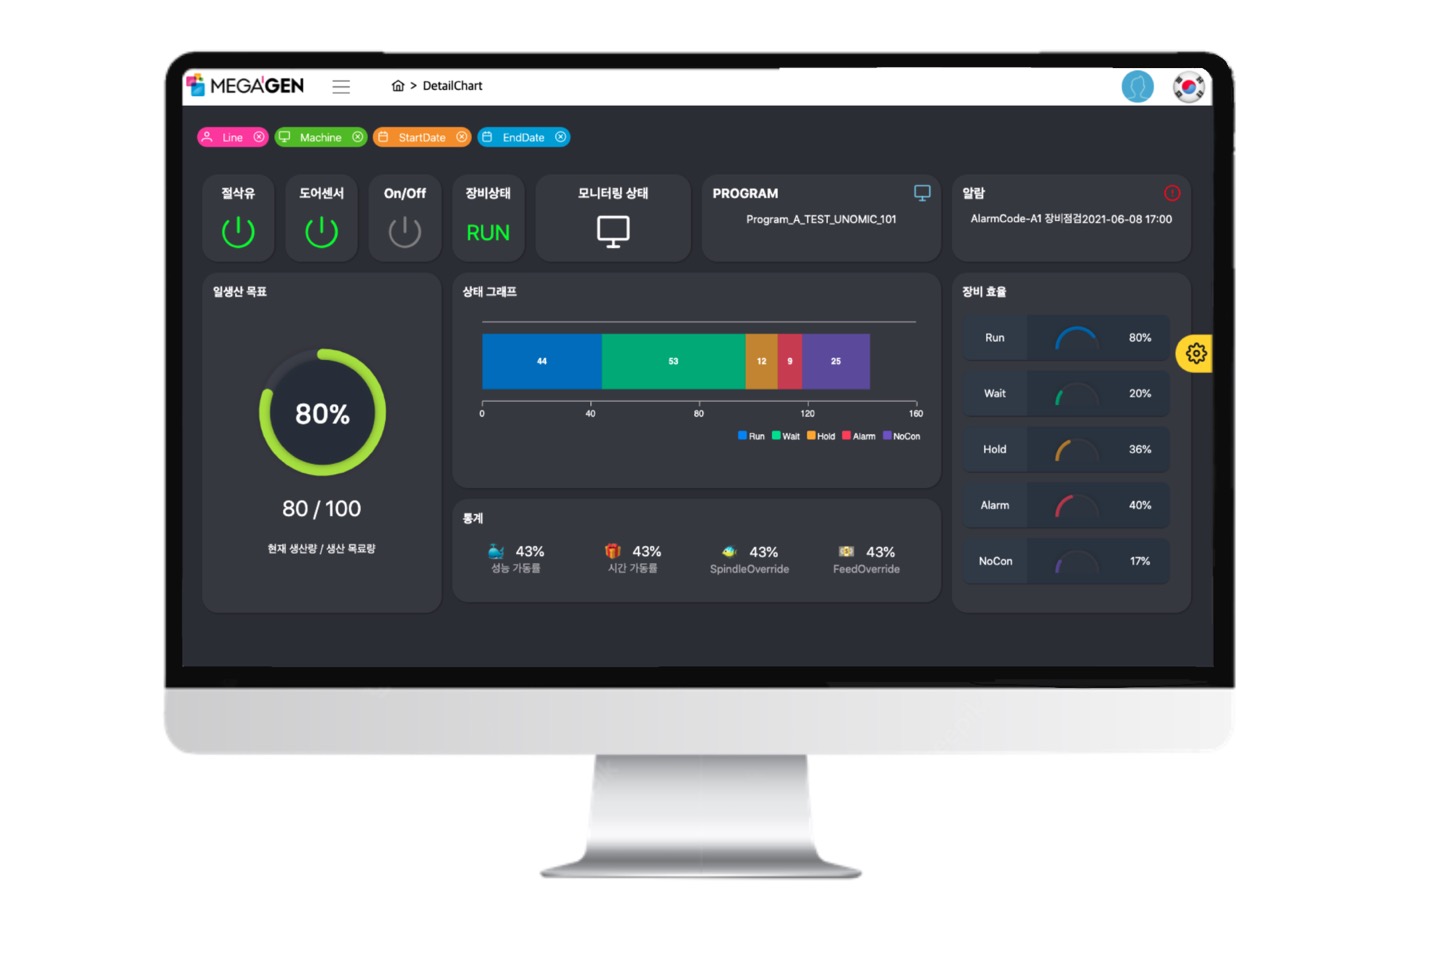 MEGA'GEN
> DetailChart
Line
Machine
StartDate
EndDate
절삭유
도어센서
On/Off
장비상태
RUN
모니터링 상태
PROGRAM
Program_A_TEST_UNOMIC_101
알람
AlarmCode-A1 장비점검2021-06-08 17:00
일생산 목표
80%
80 / 100
현재 생산량 / 생산 목료량
상태 그래프
44 53 12 9 25
0 40 80 120 160
Run Wait Hold Alarm NoCon
통계
43%
성능 가동률
43%
시간 가동률
43%
SpindleOverride
43%
FeedOverride
장비 효율
Run 80%
Wait 20%
Hold 36%
Alarm 40%
NoCon 17%